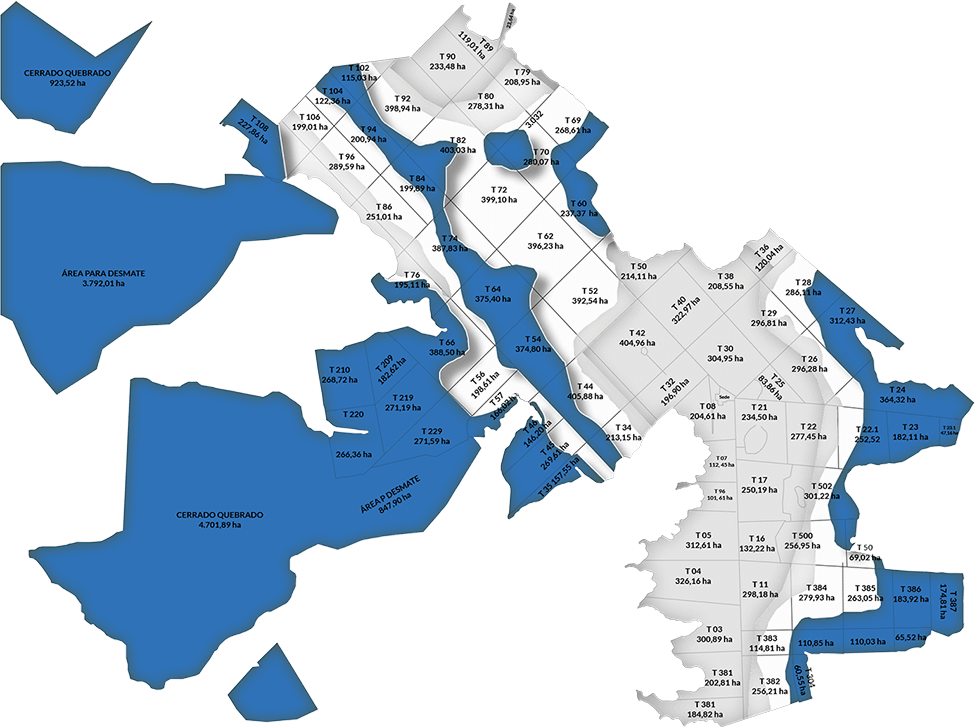 23,64 ha
T 89
119,01 ha
T 90
233,48 ha
T 79
208,95 ha
T 102
115,03 ha
T 104
122,36 ha
T 92
398,94 ha
T 80
278,31 ha
3.032
T 69
268,61 ha
CERRADO QUEBRADO
923,52 ha
T 108
227,86 ha
T 106
199,01 ha
T 94
200,94 ha
T 82
403,03 ha
T 70
280,07 ha
T 96
289,59 ha
T 84
199,89 ha
T 72
399,10 ha
T 60
237,37 ha
T 86
251,01 ha
T 74
387,83 ha
T 62
396,23 ha
ÁREA PARA DESMATE
3.792,01 ha
T 76
195,11 ha
T 64
375,40 ha
T 52
392,54 ha
T 50
214,11 ha
T 40
322,97 ha
T 38
208,55 ha
T 36
120,04 ha
T 28
286,11 ha
T 27
312,43 ha
T 29
296,81 ha
T 42
404,96 ha
T 30
304,95 ha
T 26
296,28 ha
T 66
388,50 ha
T 54
374,80 ha
T 210
268,72 ha
T 209
182,62 ha
T 56
198,61 ha
T 44
405,88 ha
T 32
196,90 ha
T 25
83,86 ha
T 24
364,32 ha
Sede
T 219
271,19 ha
T 220
T 57
166,02 ha
T 08
204,61 ha
T 21
234,50 ha
T 229
271,59 ha
T 46
146,20 ha
T 34
213,15 ha
T 22
277,45 ha
T 22.1
252,52
T 23
182,11 ha
266,36 ha
T 45
269,61 ha
T 35 157,55 ha
T 07
112,45 ha
T 96
101,61 ha
T 17
250,19 ha
T 502
301,22 ha
ÁREA P DESMATE
847,90 ha
CERRADO QUEBRADO
4.701,89 ha
T 05
312,61 ha
T 16
132,22 ha
T 500
256,95 ha
T 50
69,02 ha
T 04
326,16 ha
T 11
298,18 ha
T 384
279,93 ha
T 385
263,05 ha
T 386
183,92 ha
T 387
174,81 ha
T 03
300,89 ha
T 383
114,81 ha
110,85 ha
110,03 ha
65,52 ha
T 381
202,81 ha
T 382
256,21 ha
60,55 ha
T 381
184,82 ha